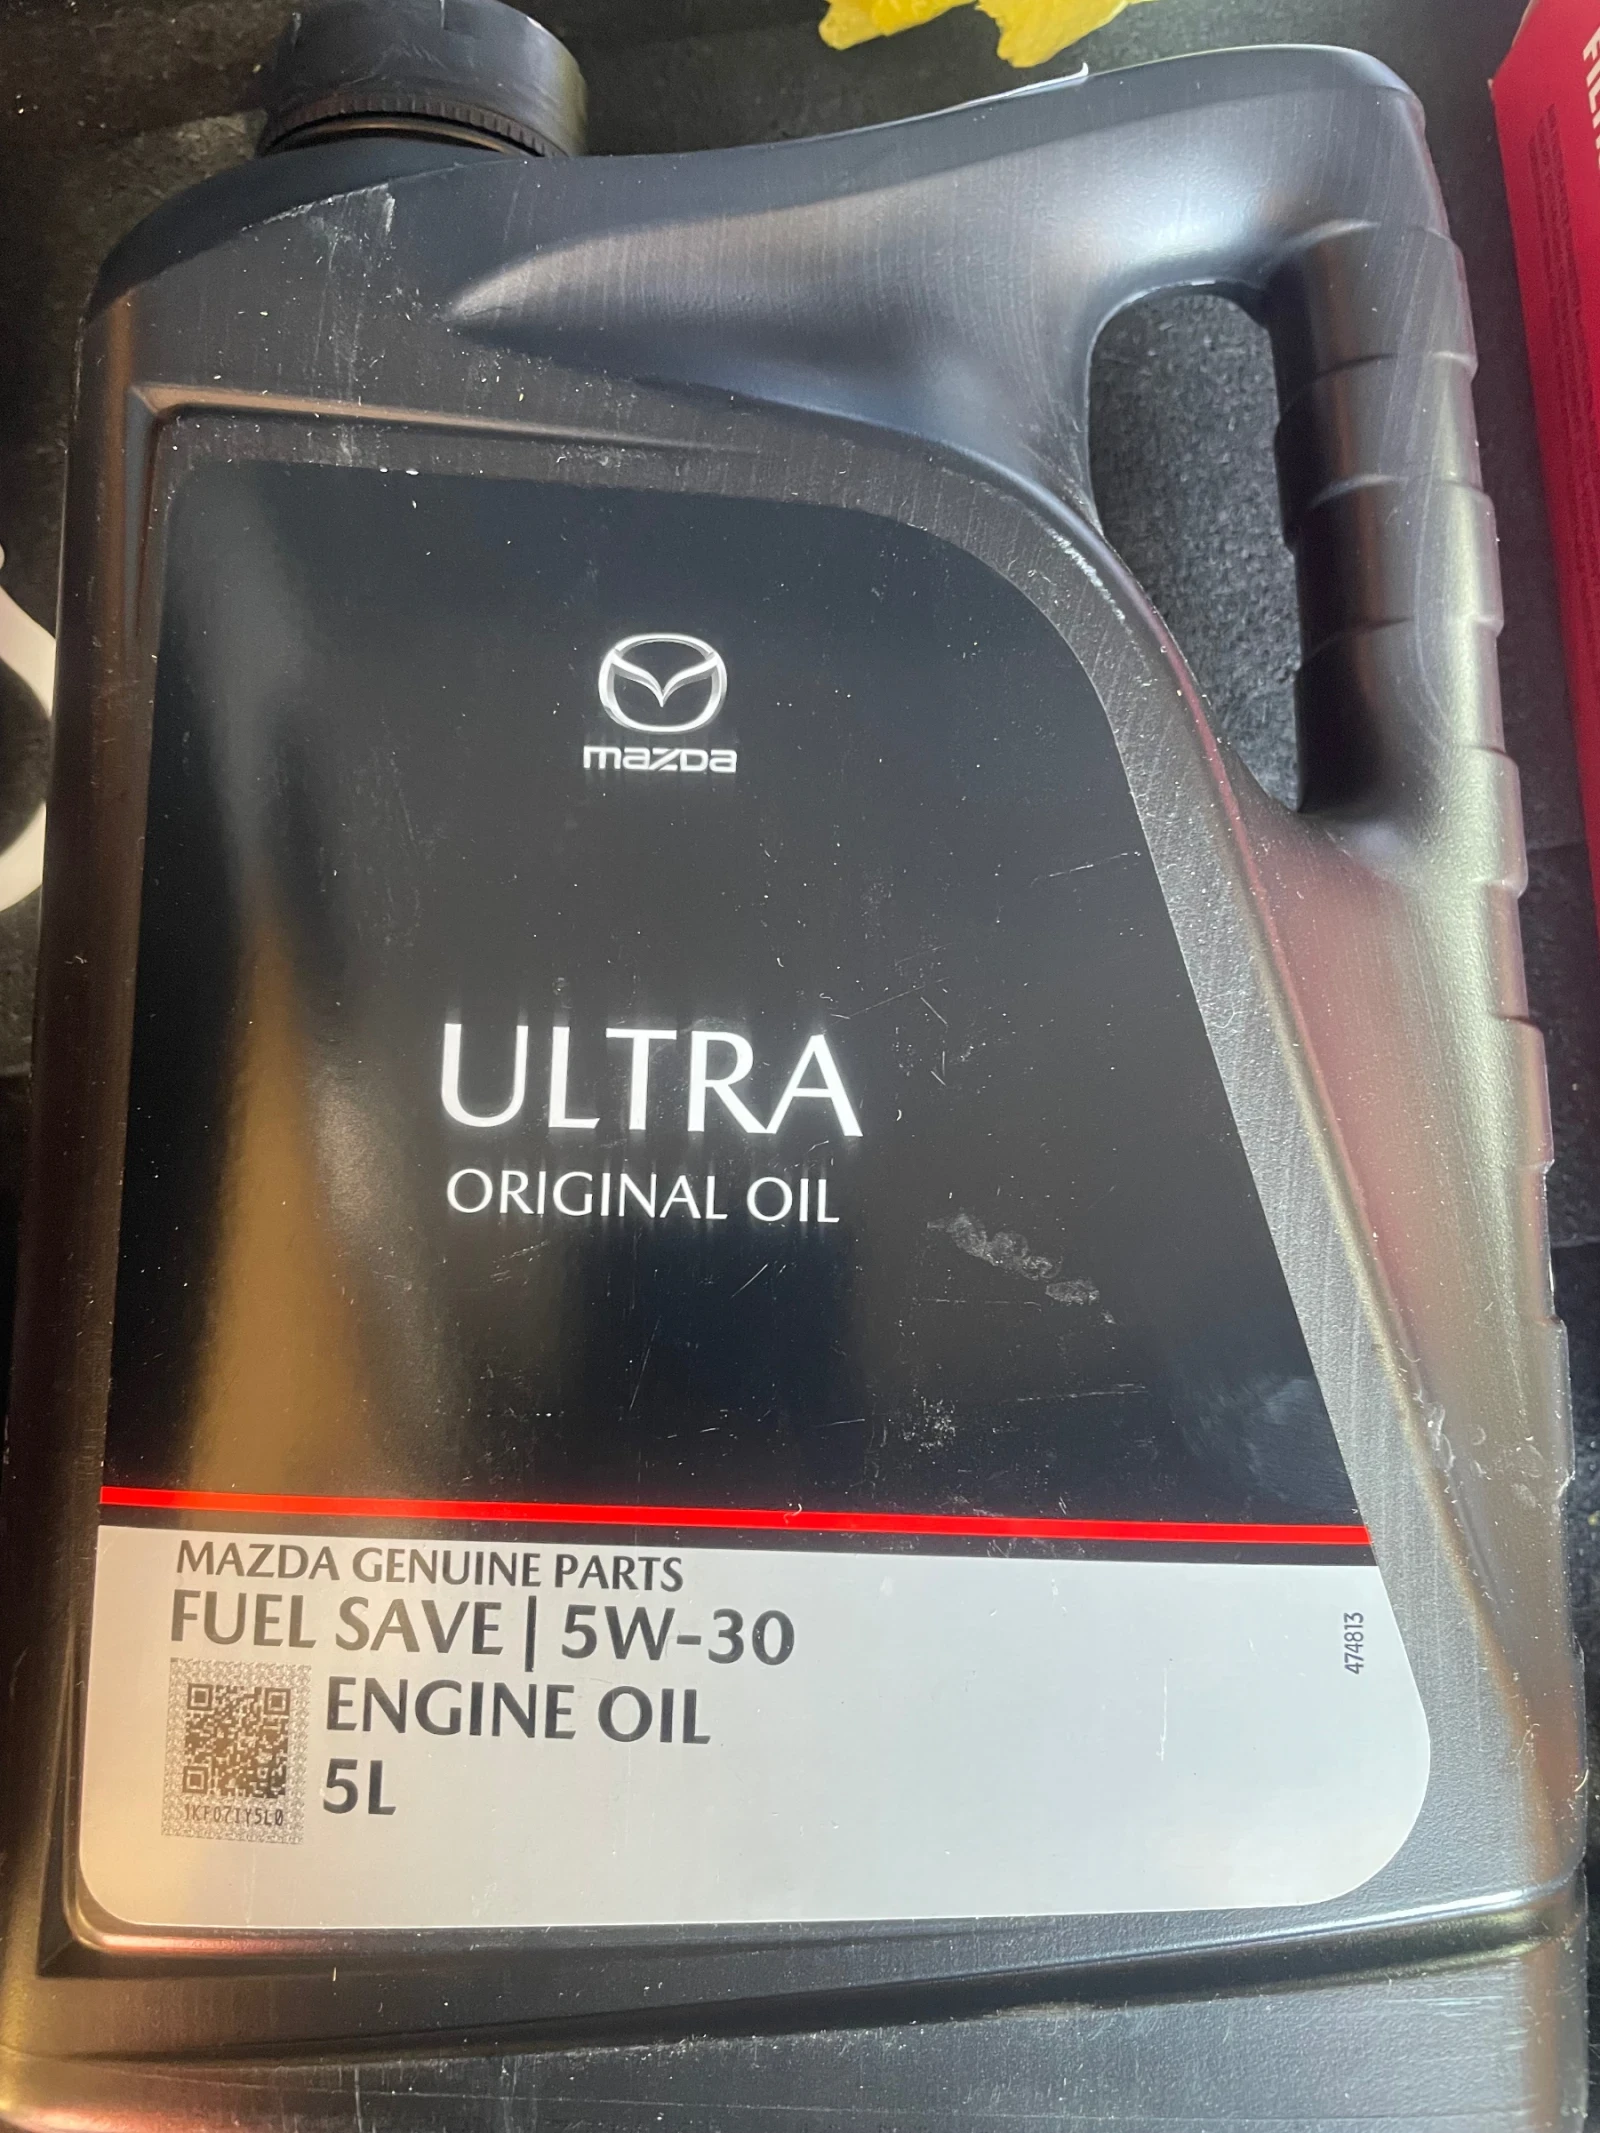 mazda
ULTRA
ORIGINAL OIL
MAZDA GENUINE PARTS
FUEL SAVE | 5W-30
ENGINE OIL
5L
474813